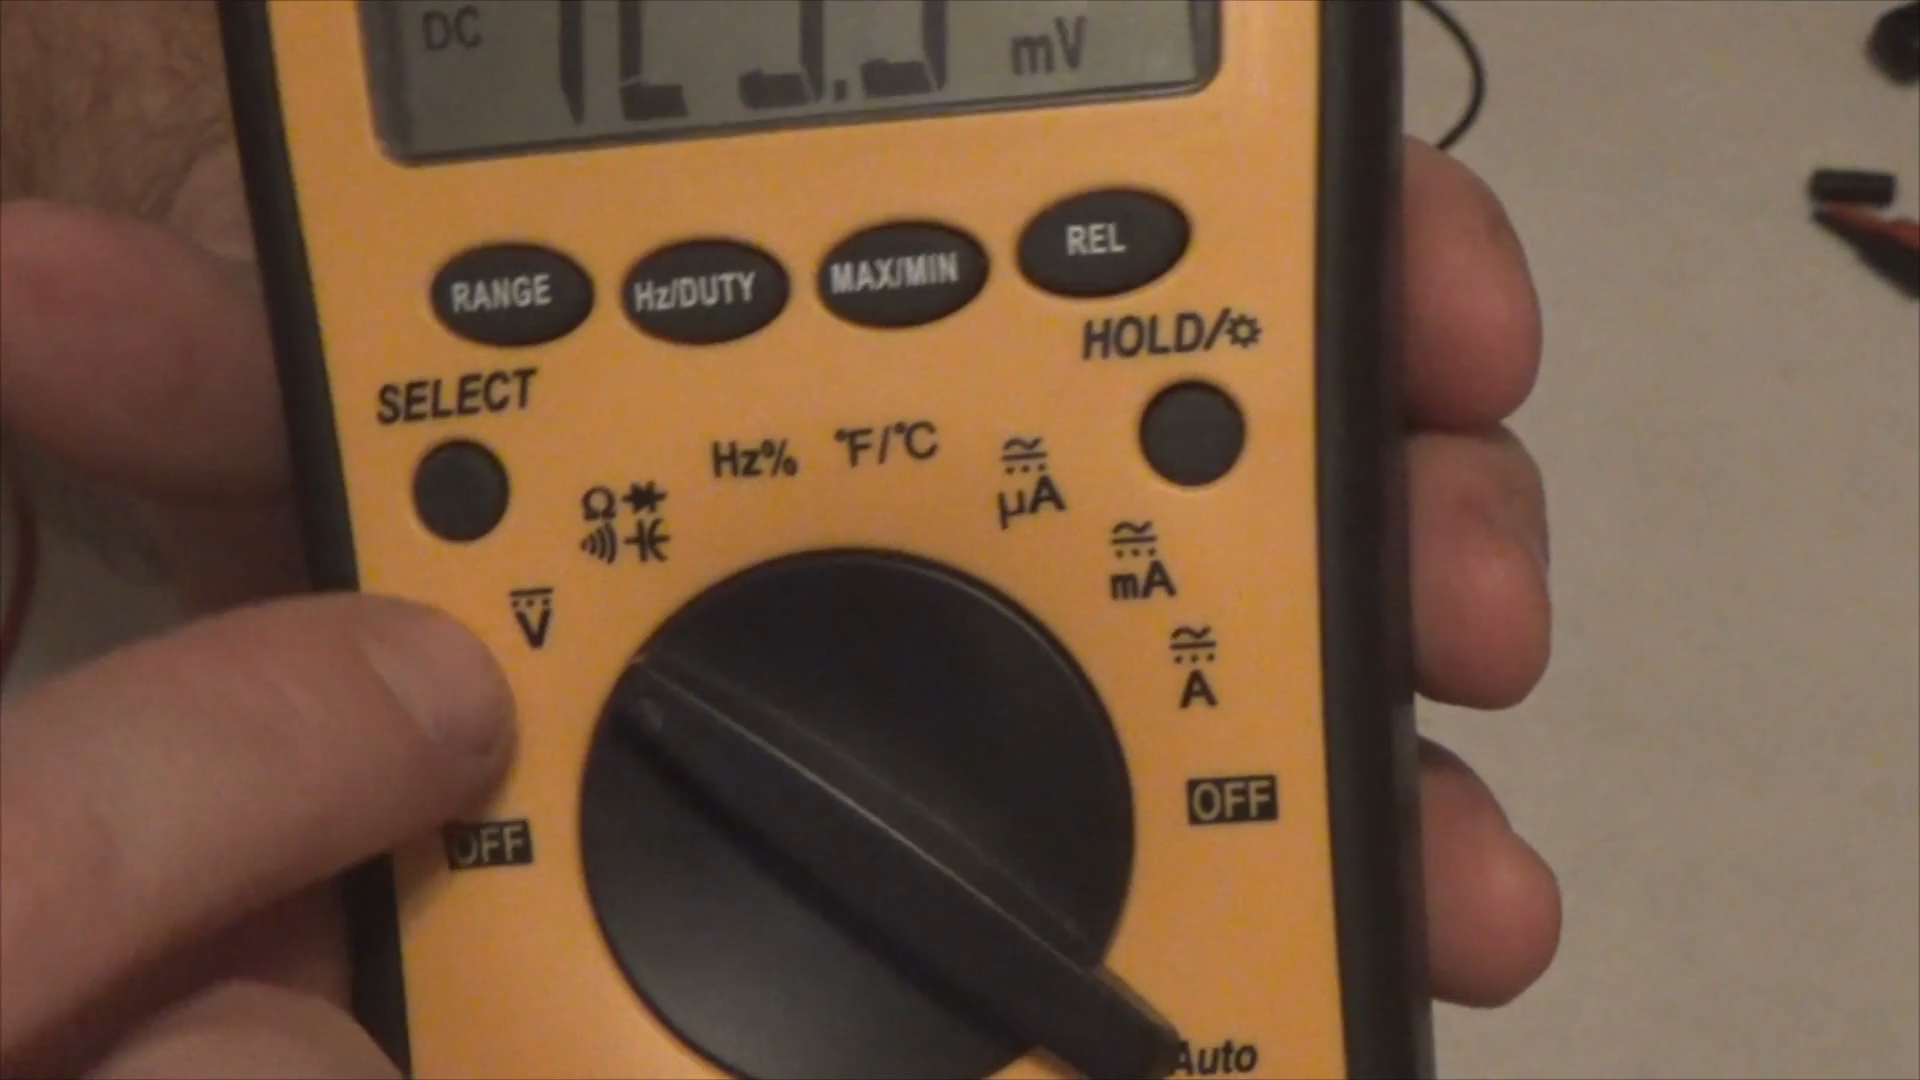 DC mV
RANGE
Hz/DUTY
MAX/MIN
REL
HOLD/☼
SELECT
Hz%
°F/°C
Ω
µA
mA
V
A
OFF
OFF
Auto